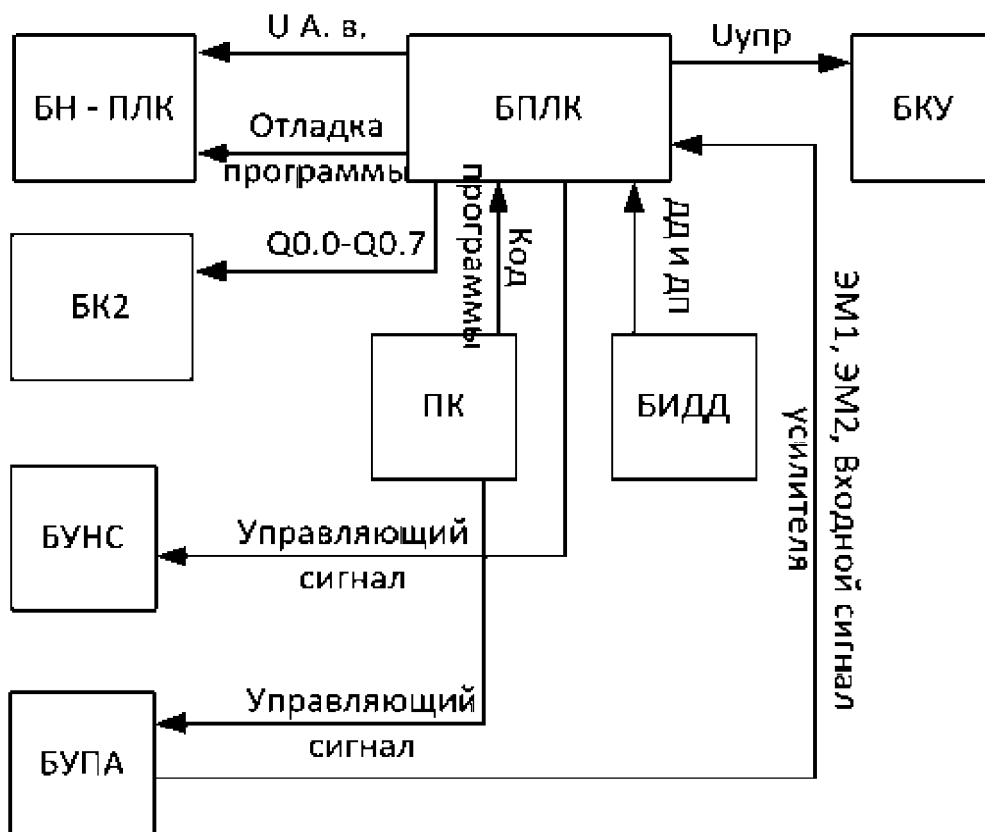 U А. в.
БН - ПЛК
Отладка
программы
БПЛК
Uупр
БКУ
Q0.0-Q0.7
БК2
Код
программы
ДД и ДП
ПК
БИДД
ЭМ1, ЭМ2, Входной сигнал
усилителя
БУНС
Управляющий
сигнал
БУПА
Управляющий
сигнал